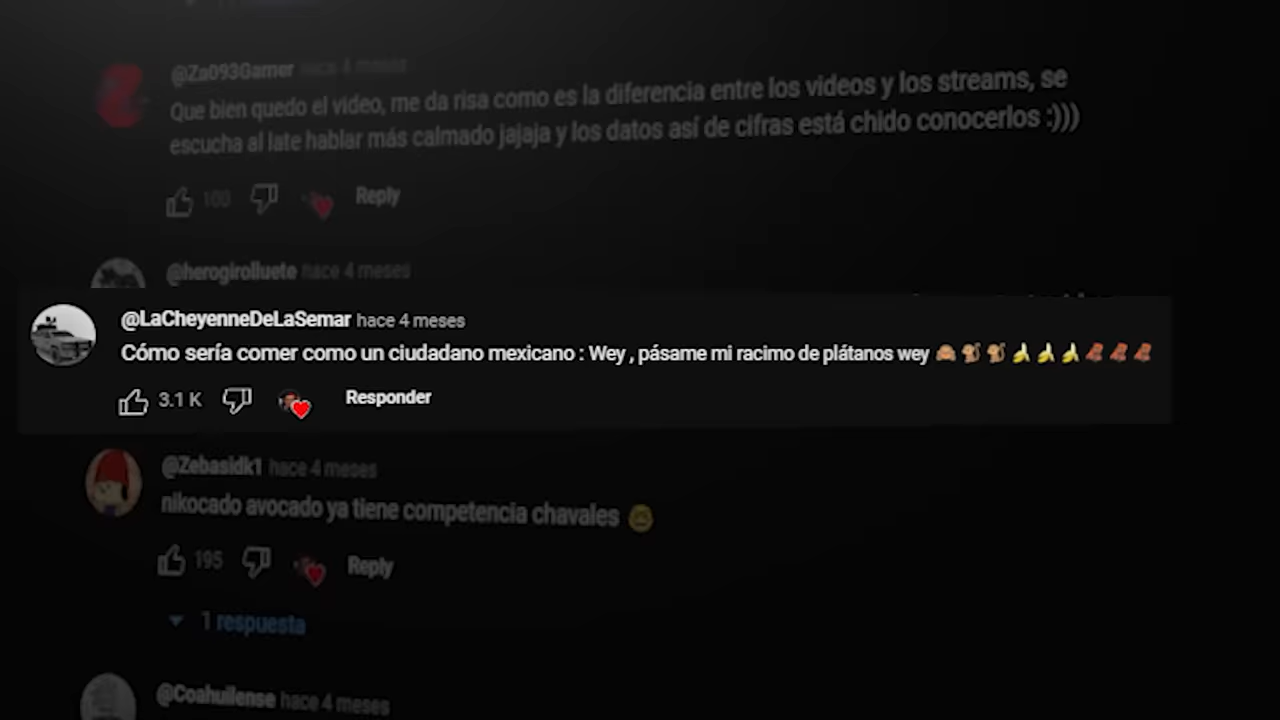 @Za093Gamer hace 4 meses
Que bien quedo el video, me da risa como es la diferencia entre los videos y los streams, se
escucha al late hablar más calmado jajaja y los datos así de cifras está chido conocerlos :)))
100 Reply
@herogirolluete hace 4 meses
@LaCheyenneDeLaSemar hace 4 meses
Cómo sería comer como un ciudadano mexicano : Wey , pásame mi racimo de plátanos wey 🙈🐒🐒🍌🍌🍌🦧🦧🦧
3.1 K Responder
@Zebasidk1 hace 4 meses
nikocado avocado ya tiene competencia chavales 🤓
195 Reply
1 respuesta
@Coahuilense hace 4 meses